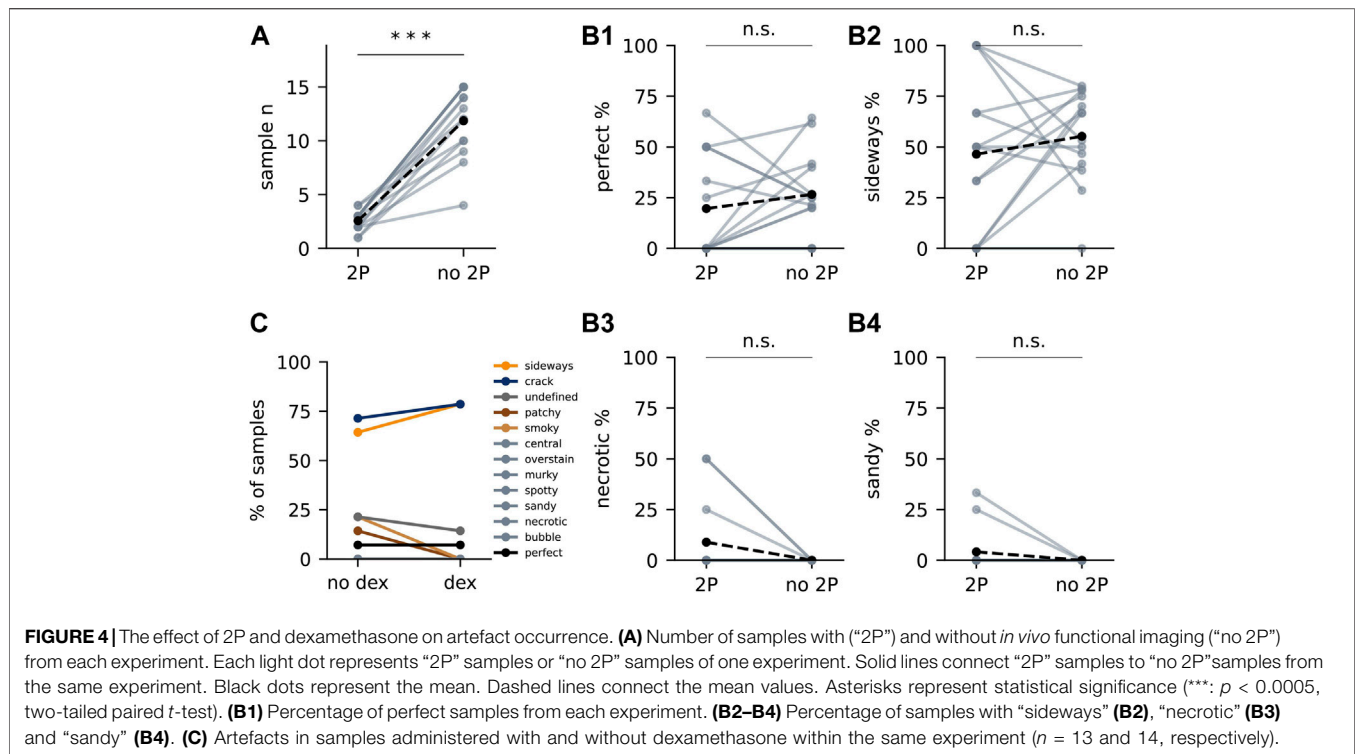 A
* * *
sample n
15
10
5
0
2P
no 2P
B1
n.s.
perfect %
100
75
50
25
0
2P
no 2P
B2
n.s.
sideways %
100
75
50
25
0
2P
no 2P
C
% of samples
100
75
50
25
0
no dex
dex
sideways
crack
undefined
patchy
smoky
central
overstain
murky
spotty
sandy
necrotic
bubble
perfect
B3
n.s.
necrotic %
100
75
50
25
0
2P
no 2P
B4
n.s.
sandy %
100
75
50
25
0
2P
no 2P
FIGURE 4 | The effect of 2P and dexamethasone on artefact occurrence. (A) Number of samples with (“2P”) and without in vivo functional imaging (“no 2P”)
from each experiment. Each light dot represents “2P” samples or “no 2P” samples of one experiment. Solid lines connect “2P” samples to “no 2P”samples from
the same experiment. Black dots represent the mean. Dashed lines connect the mean values. Asterisks represent statistical significance (***: p < 0.0005,
two-tailed paired t-test). (B1) Percentage of perfect samples from each experiment. (B2–B4) Percentage of samples with “sideways” (B2), “necrotic” (B3)
and “sandy” (B4). (C) Artefacts in samples administered with and without dexamethasone within the same experiment (n = 13 and 14, respectively).